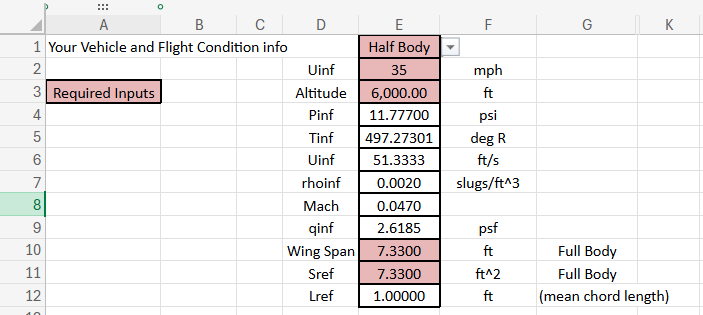 A B C D E F G K
1 Your Vehicle and Flight Condition info Half Body
2 Uinf 35 mph
3 Required Inputs Altitude 6,000.00 ft
4 Pinf 11.77700 psi
5 Tinf 497.27301 deg R
6 Uinf 51.3333 ft/s
7 rhoinf 0.0020 slugs/ft^3
8 Mach 0.0470
9 qinf 2.6185 psf
10 Wing Span 7.3300 ft Full Body
11 Sref 7.3300 ft^2 Full Body
12 Lref 1.00000 ft (mean chord length)